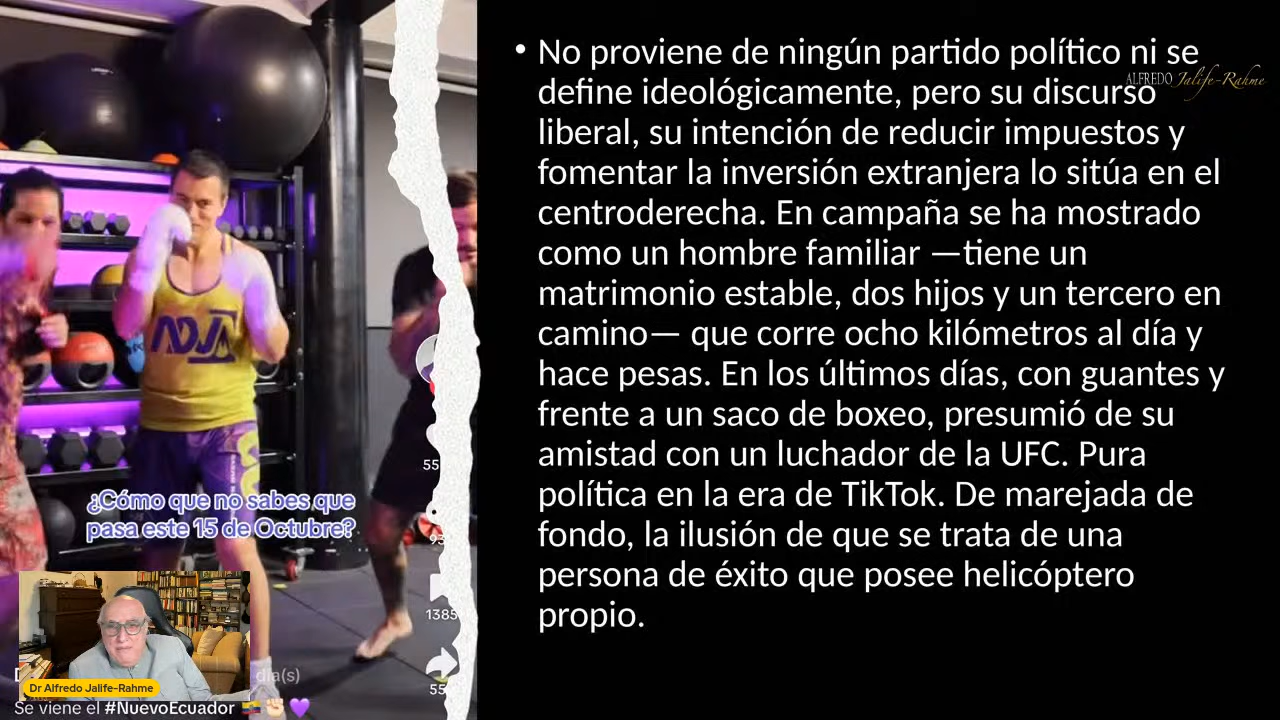 • No proviene de ningún partido político ni se
define ideológicamente, pero su discurso
liberal, su intención de reducir impuestos y
fomentar la inversión extranjera lo sitúa en el
centroderecha. En campaña se ha mostrado
como un hombre familiar —tiene un
matrimonio estable, dos hijos y un tercero en
camino— que corre ocho kilómetros al día y
hace pesas. En los últimos días, con guantes y
frente a un saco de boxeo, presumió de su
amistad con un luchador de la UFC. Pura
política en la era de TikTok. De marejada de
fondo, la ilusión de que se trata de una
persona de éxito que posee helicóptero
propio.
ALFREDO Jalife-Rahme
ADN
¿Cómo que no sabes que
pasa este 15 de Octubre?
55
93
1385
55
día(s)
Dr Alfredo Jalife-Rahme
Se viene el #NuevoEcuador 🇪🇨 ✊🏻 💜